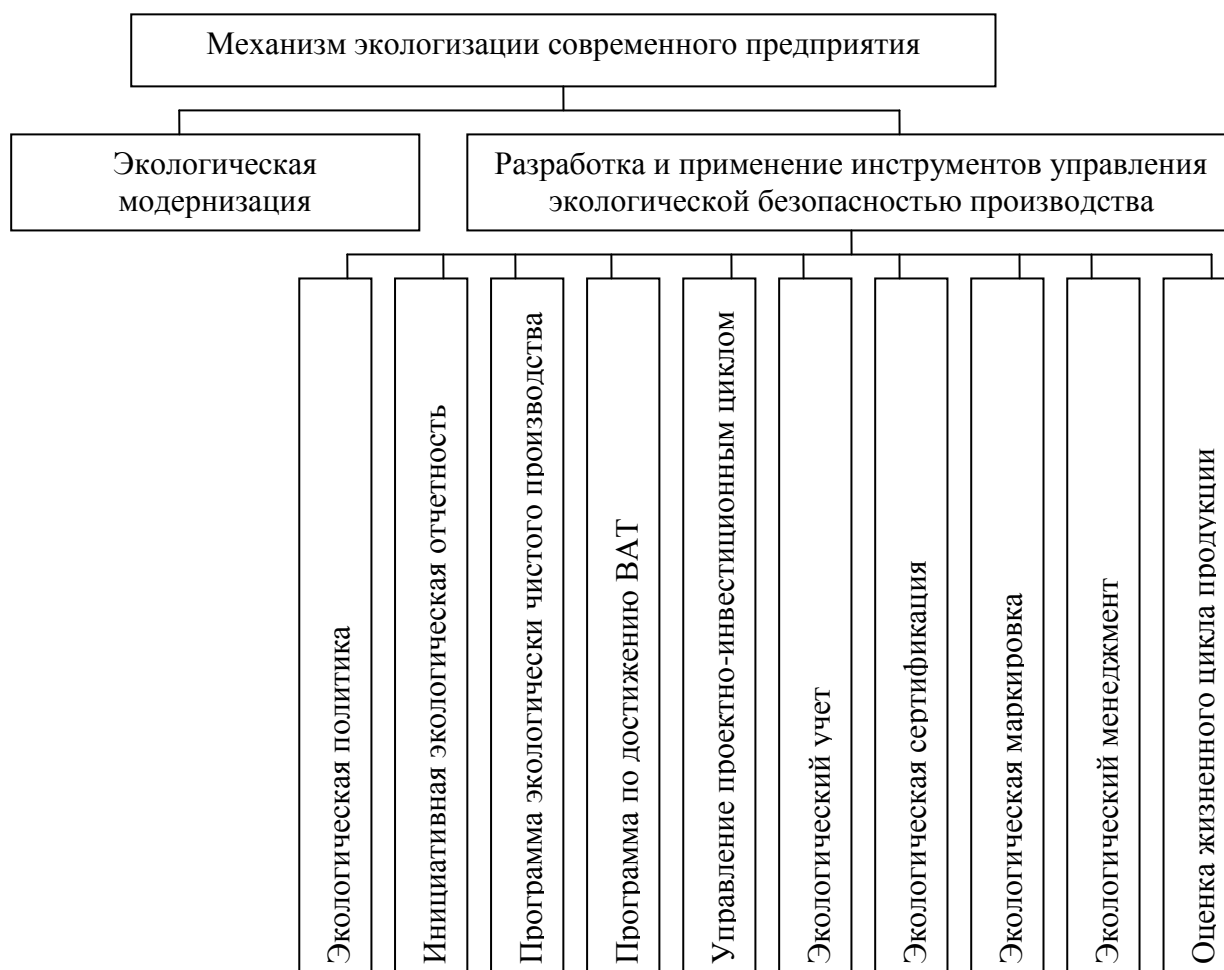 Механизм экологизации современного предприятия
Экологическая
модернизация
Разработка и применение инструментов управления
экологической безопасностью производства
Экологическая политика
Инициативная экологическая отчетность
Программа экологически чистого производства
Программа по достижению ВАТ
Управление проектно-инвестиционным циклом
Экологический учет
Экологическая сертификация
Экологическая маркировка
Экологический менеджмент
Оценка жизненного цикла продукции